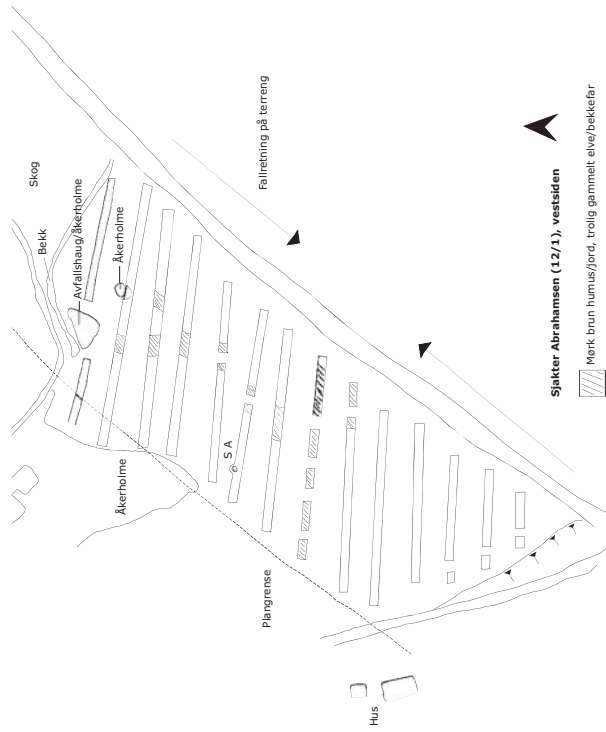 Skog
Bekk
Avfallshaug/åkerholme
Åkerholme
Fallretning på terreng
Åkerholme
S A
Plangrense
Hus
Sjakter Abrahamsen (12/1), vestsiden
Mørk brun humus/jord, trolig gammelt elve/bekkefar